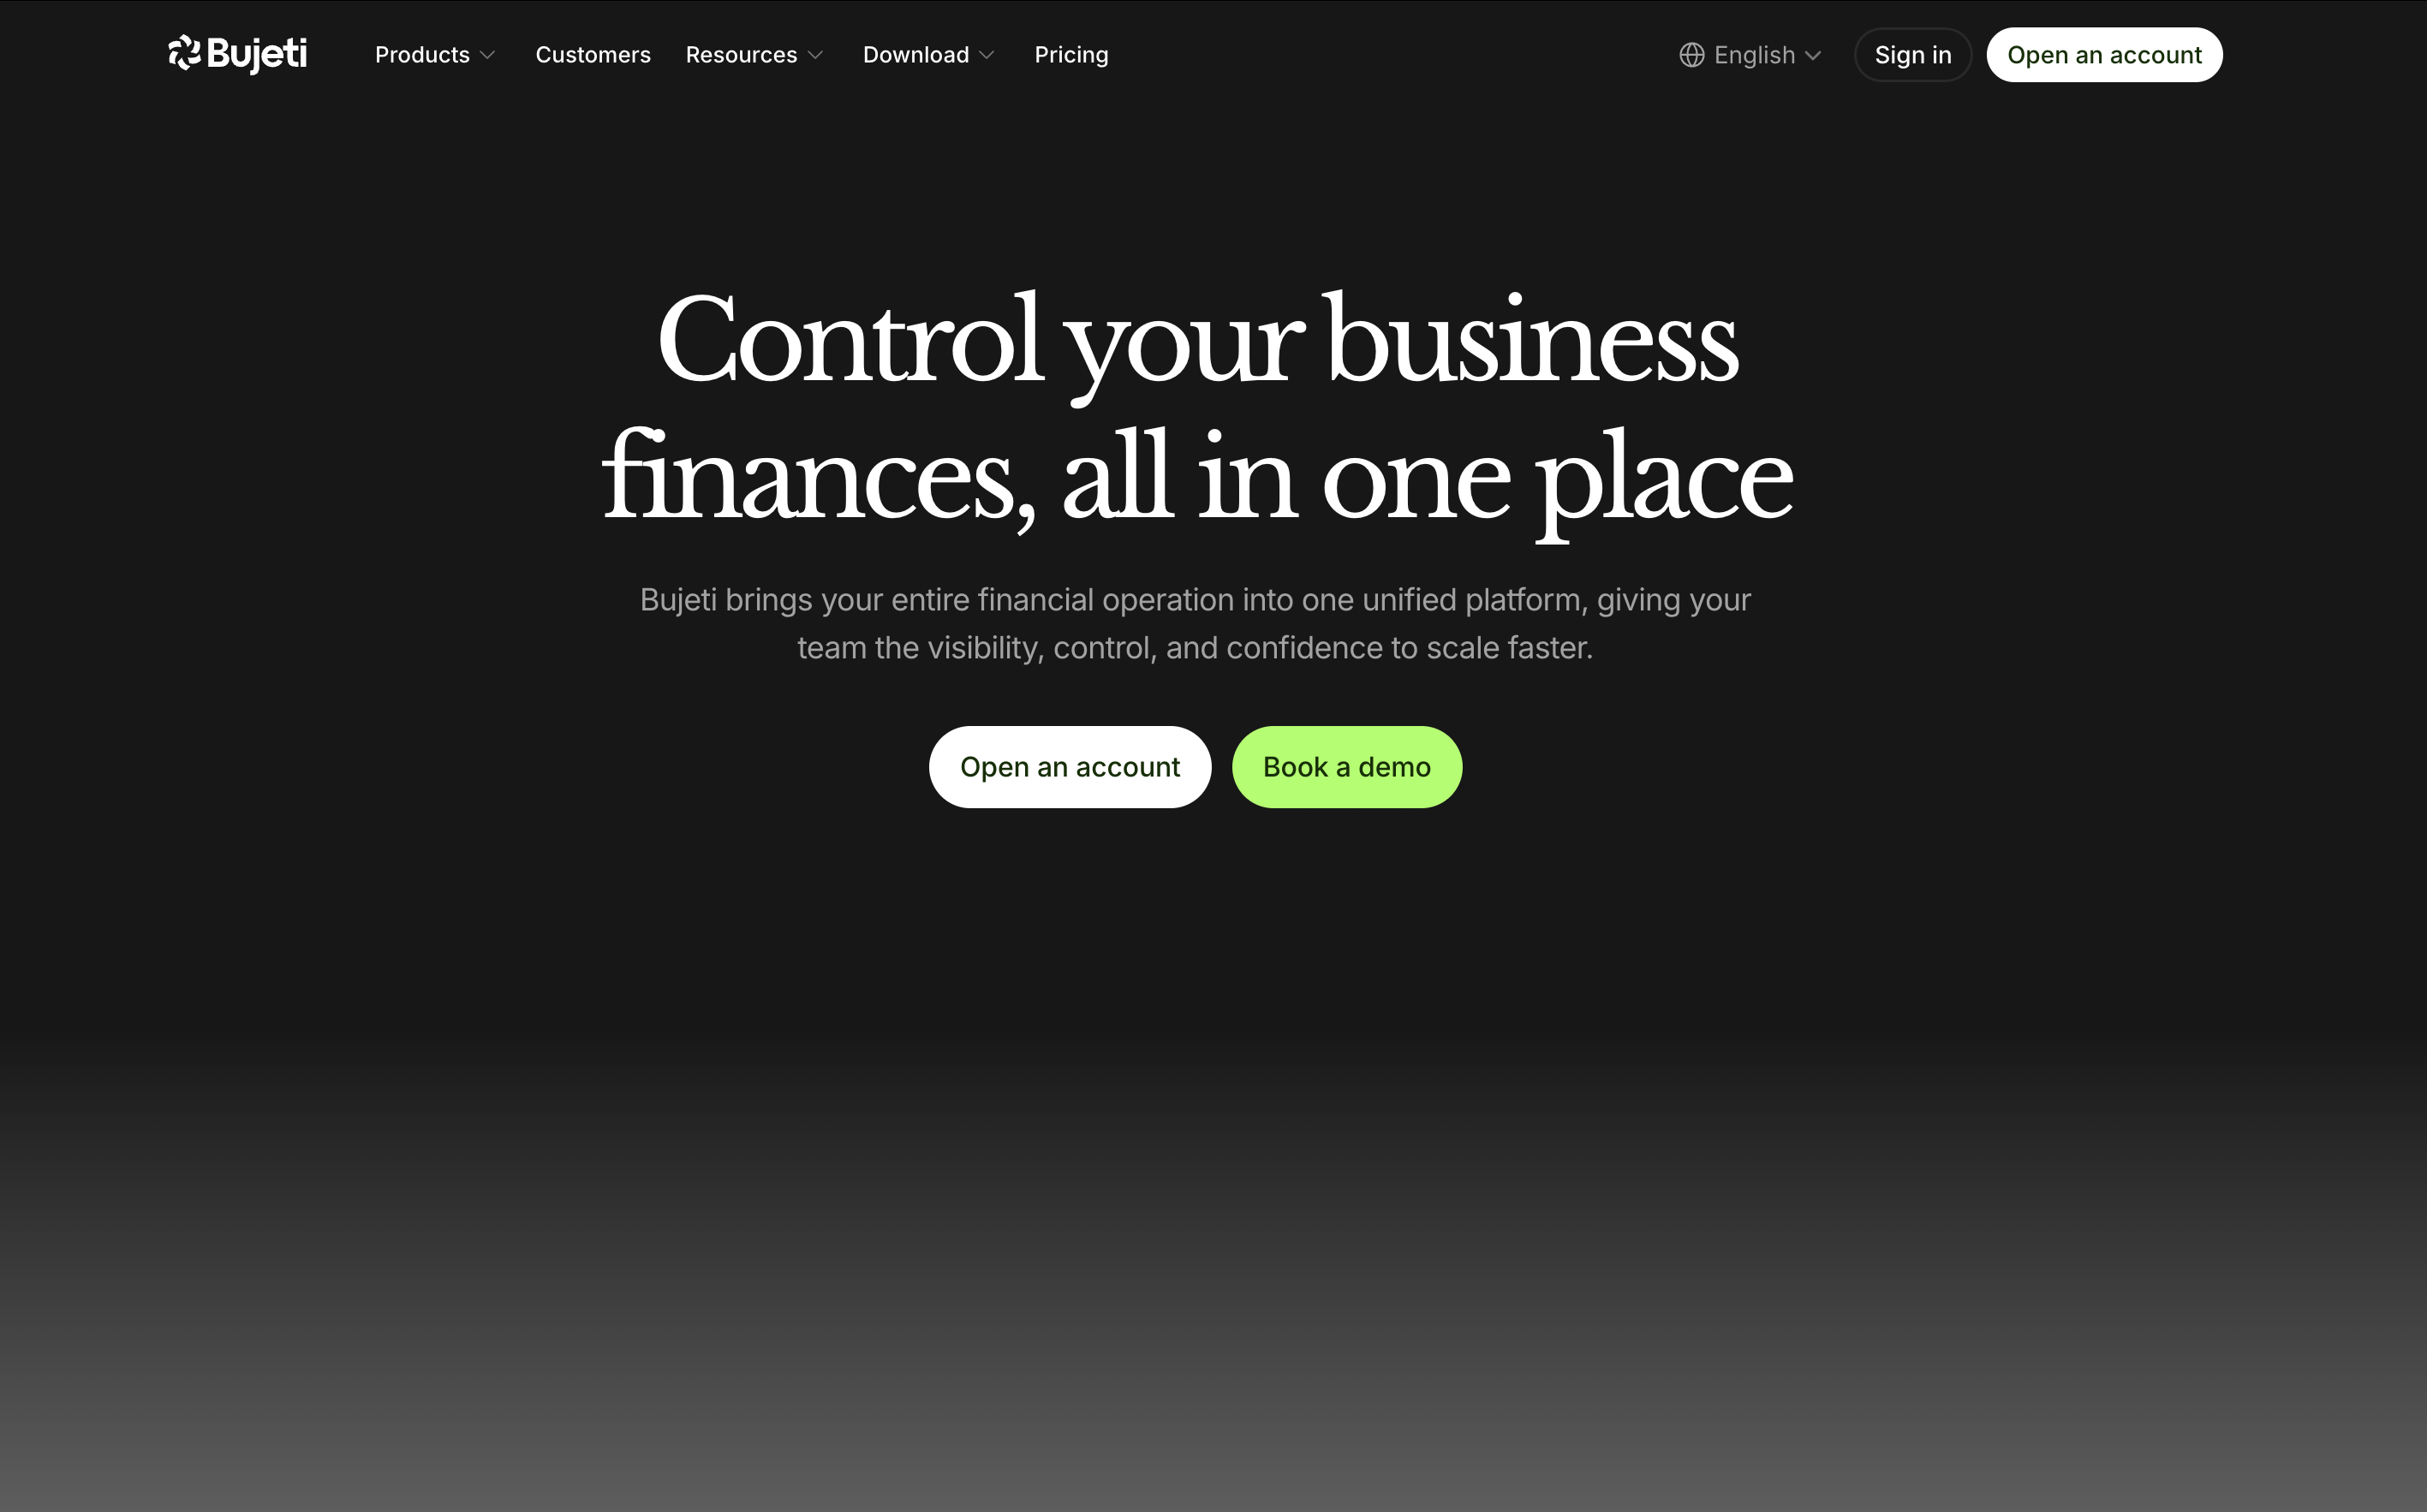 Bujeti
Products
Customers
Resources
Download
Pricing
English
Sign in
Open an account
Control your business
finances, all in one place
Bujeti brings your entire financial operation into one unified platform, giving your
team the visibility, control, and confidence to scale faster.
Open an account
Book a demo